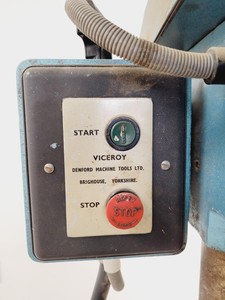 START
VICEROY
DENFORD MACHINE TOOLS LTD.
BRIGHOUSE, YORKSHIRE.
STOP
STOP